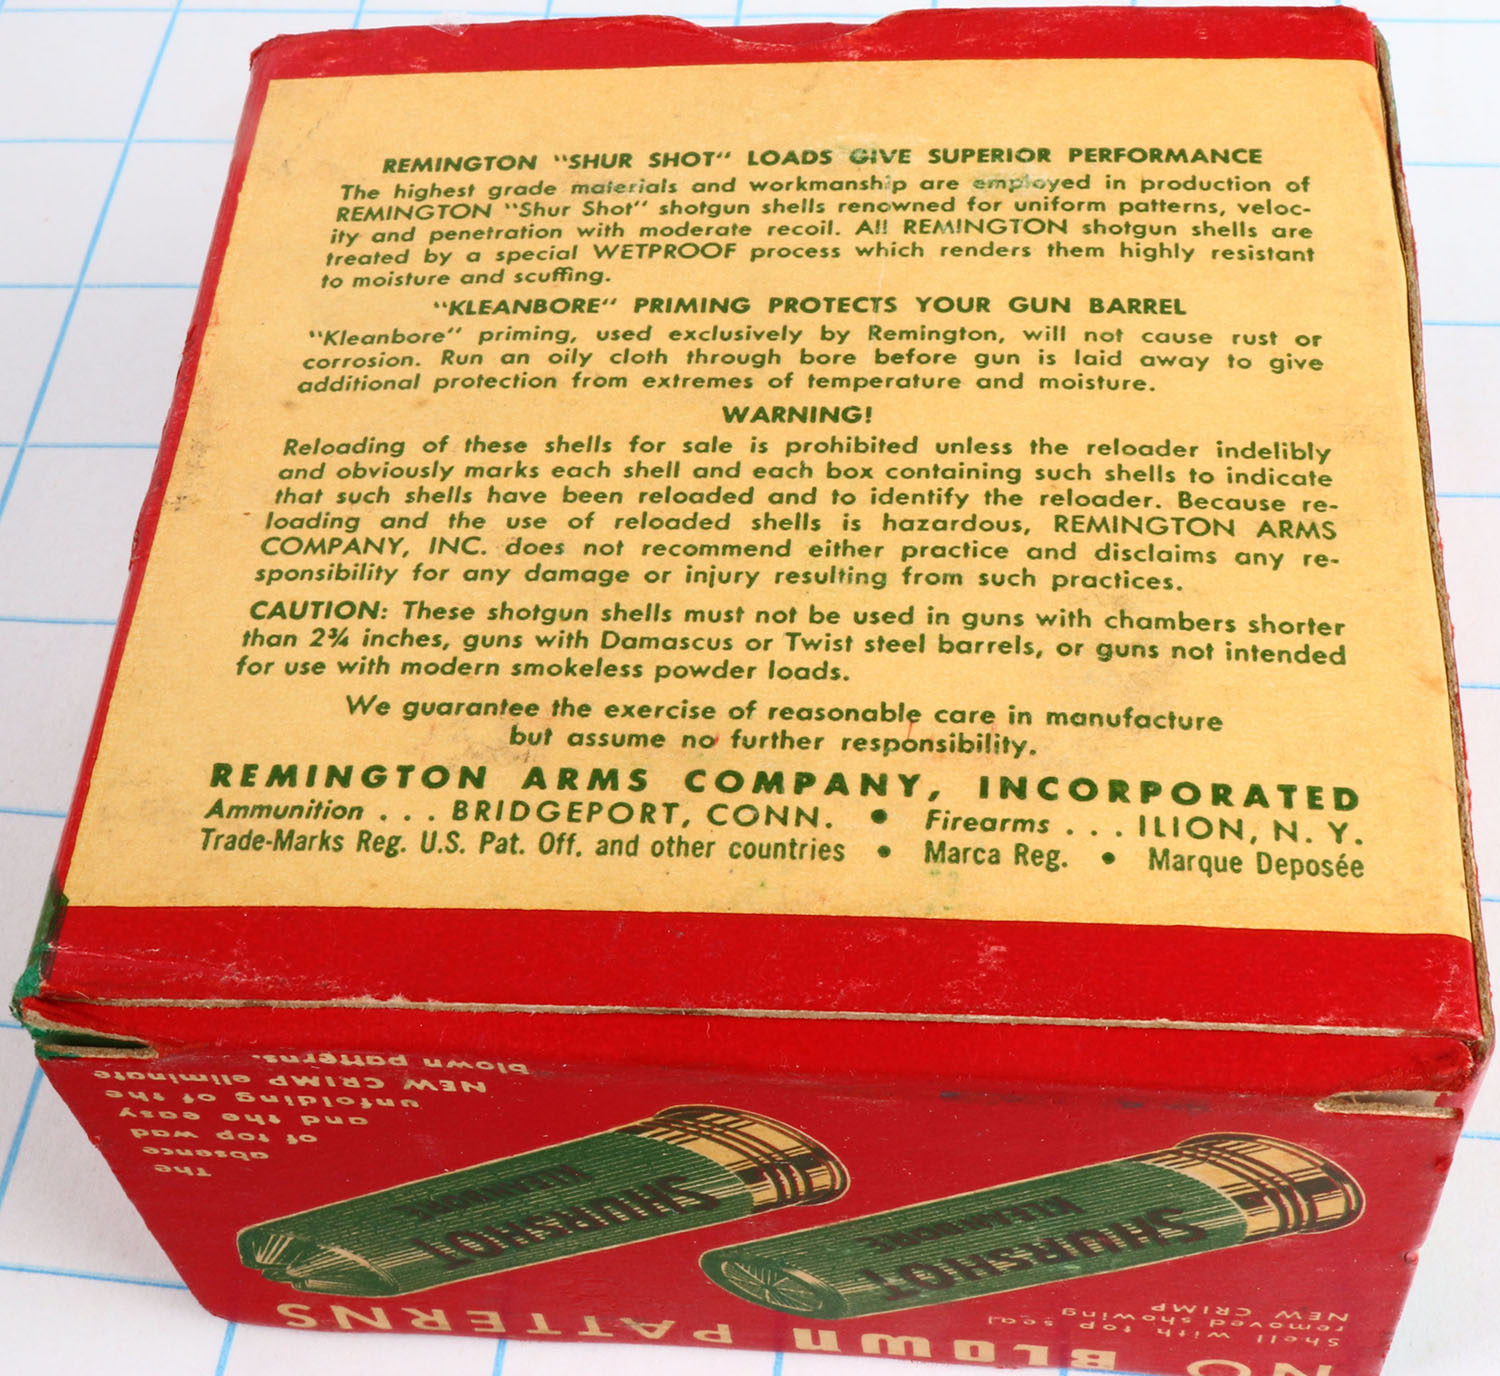 REMINGTON "SHUR SHOT" LOADS GIVE SUPERIOR PERFORMANCE
The highest grade materials and workmanship are employed in production of
REMINGTON "Shur Shot" shotgun shells renowned for uniform patterns, veloc-
ity and penetration with moderate recoil. All REMINGTON shotgun shells are
treated by a special WETPROOF process which renders them highly resistant
to moisture and scuffing.
"KLEANBORE" PRIMING PROTECTS YOUR GUN BARREL
"Kleanbore" priming, used exclusively by Remington, will not cause rust or
corrosion. Run an oily cloth through bore before gun is laid away to give
additional protection from extremes of temperature and moisture.
WARNING!
Reloading of these shells for sale is prohibited unless the reloader indelibly
and obviously marks each shell and each box containing such shells to indicate
that such shells have been reloaded and to identify the reloader. Because re-
loading and the use of reloaded shells is hazardous, REMINGTON ARMS
COMPANY, INC. does not recommend either practice and disclaims any re-
sponsibility for any damage or injury resulting from such practices.
CAUTION: These shotgun shells must not be used in guns with chambers shorter
than 2¾ inches, guns with Damascus or Twist steel barrels, or guns not intended
for use with modern smokeless powder loads.
We guarantee the exercise of reasonable care in manufacture
but assume no further responsibility.
REMINGTON ARMS COMPANY, INCORPORATED
Ammunition . . . BRIDGEPORT, CONN. • Firearms . . . ILION, N. Y.
Trade-Marks Reg. U.S. Pat. Off. and other countries • Marca Reg. • Marque Deposée
NO BLOWN PATTERNS
Shell with top seal
removed showing
NEW CRIMP
SHURSHOT
KLEANBORE
SHURSHOT
KLEANBORE
The
absence
of top wad
and the easy
unfolding of the
NEW CRIMP eliminate
blown patterns.